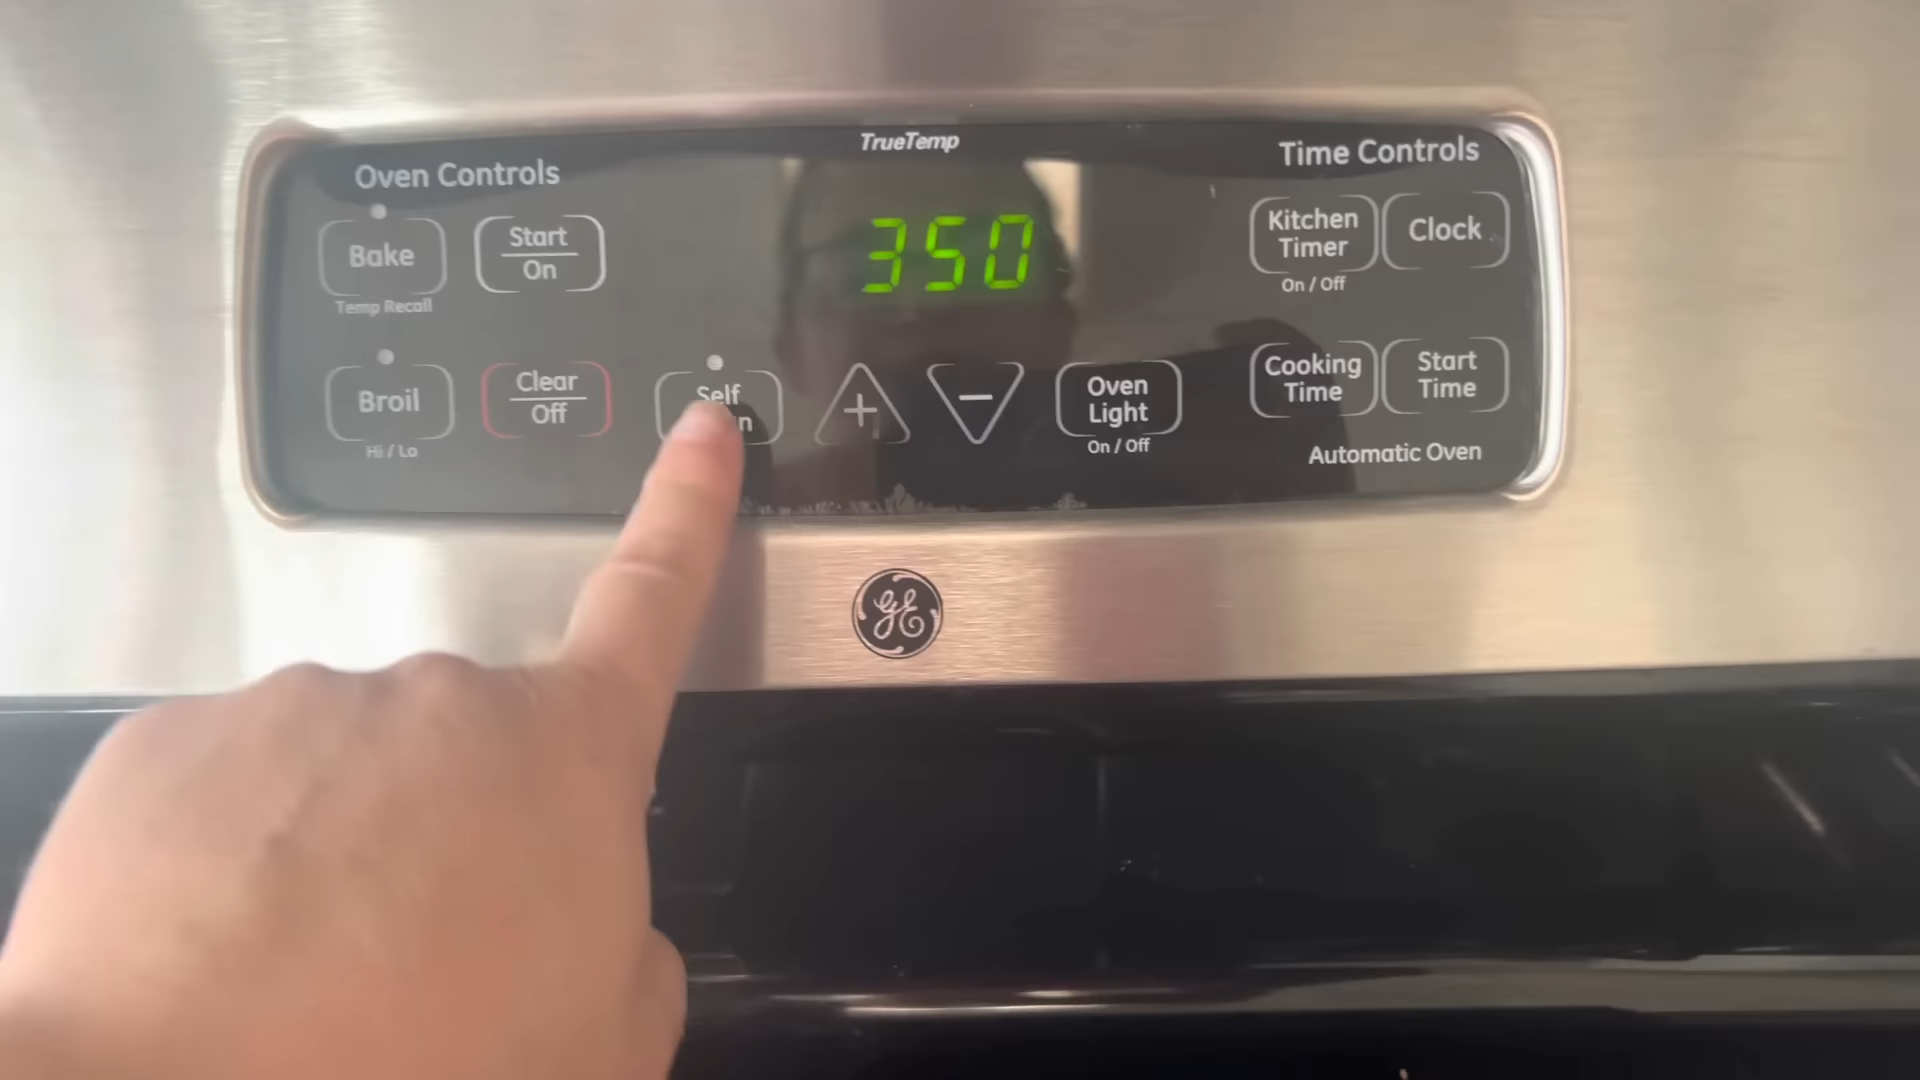 TrueTemp
Oven Controls
Time Controls
Bake
Temp Recall
Start
On
350
Kitchen
Timer
On / Off
Clock
Broil
Hi / Lo
Clear
Off
Self
+
−
Oven
Light
On / Off
Cooking
Time
Start
Time
Automatic Oven
GE